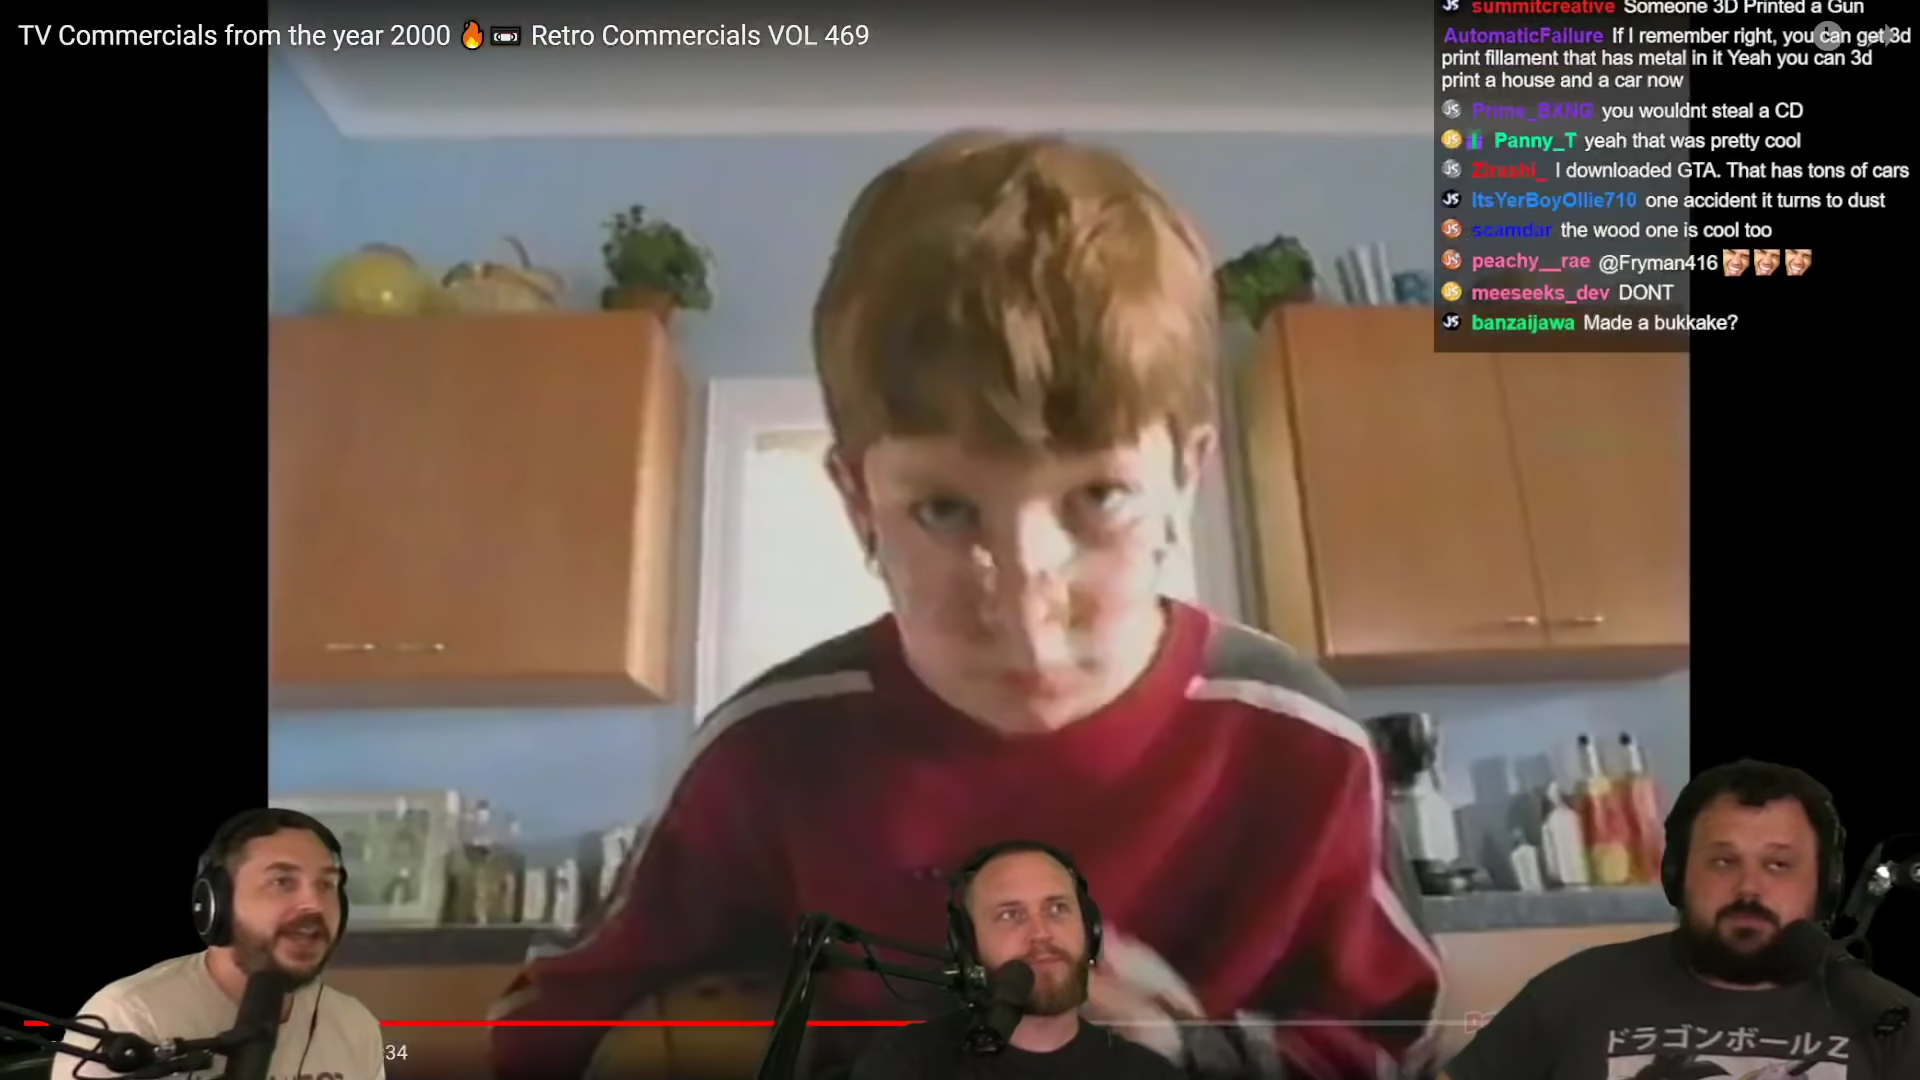 TV Commercials from the year 2000 🔥📼 Retro Commercials VOL 469
summitcreative Someone 3D Printed a Gun
AutomaticFailure If I remember right, you can get 3d
print fillament that has metal in it Yeah you can 3d
print a house and a car now
Prime_BXNG you wouldnt steal a CD
Panny_T yeah that was pretty cool
Zirashi_ I downloaded GTA. That has tons of cars
ItsYerBoyOllie710 one accident it turns to dust
scamdar the wood one is cool too
peachy__rae @Fryman416
meeseeks_dev DONT
banzaijawa Made a bukkake?
:34
ドラゴンボールZ